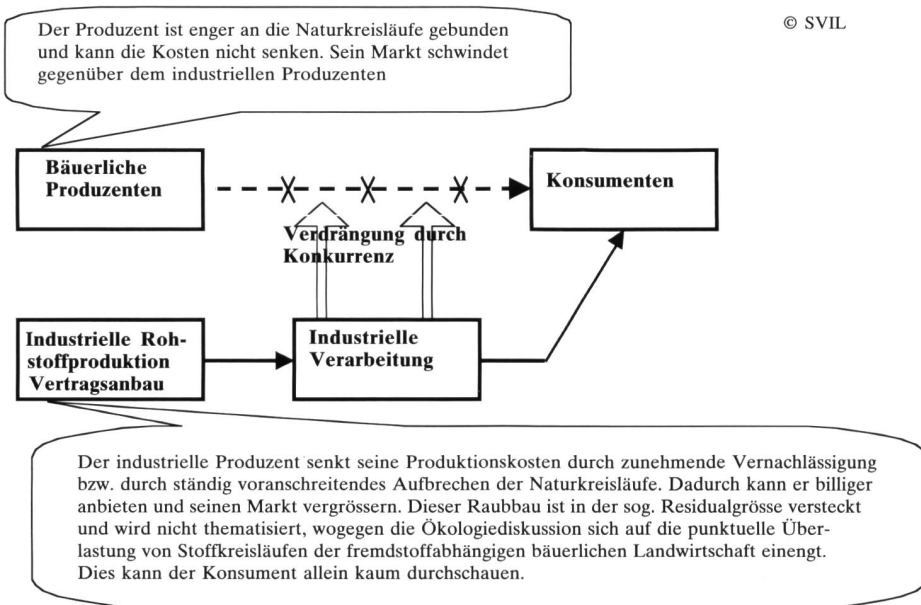 Der Produzent ist enger an die Naturkreisläufe gebunden
und kann die Kosten nicht senken. Sein Markt schwindet
gegenüber dem industriellen Produzenten
© SVIL
Bäuerliche
Produzenten
Konsumenten
Verdrängung durch
Konkurrenz
Industrielle Roh-
stoffproduktion
Vertragsanbau
Industrielle
Verarbeitung
Der industrielle Produzent senkt seine Produktionskosten durch zunehmende Vernachlässigung
bzw. durch ständig voranschreitendes Aufbrechen der Naturkreisläufe. Dadurch kann er billiger
anbieten und seinen Markt vergrössern. Dieser Raubbau ist in der sog. Residualgrösse versteckt
und wird nicht thematisiert, wogegen die Ökologiediskussion sich auf die punktuelle Über-
lastung von Stoffkreisläufen der fremdstoffabhängigen bäuerlichen Landwirtschaft einengt.
Dies kann der Konsument allein kaum durchschauen.